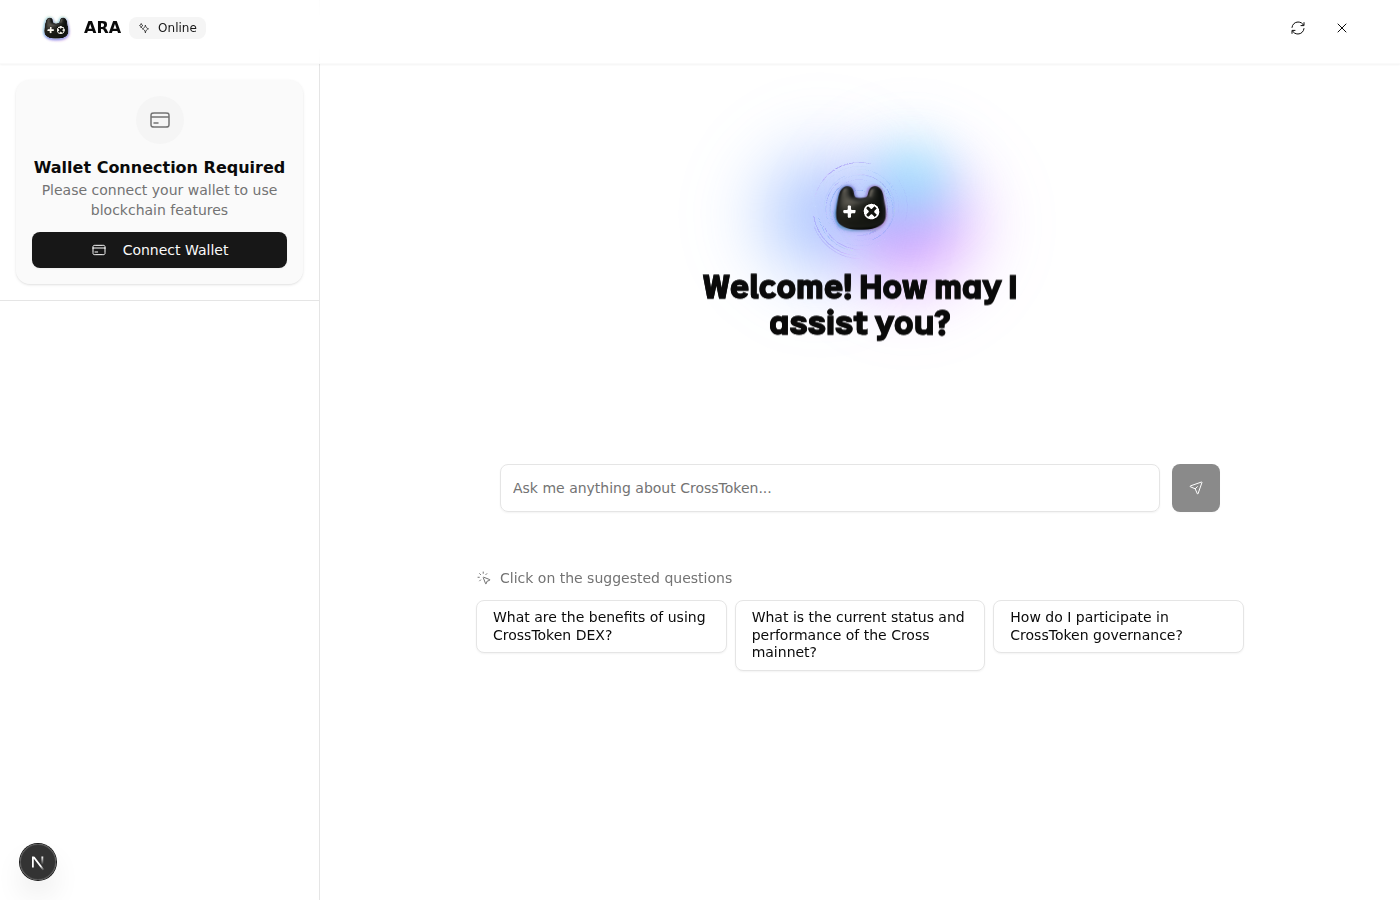 ARA
Online
Wallet Connection Required
Please connect your wallet to use
blockchain features
Connect Wallet
Welcome! How may I
assist you?
Ask me anything about CrossToken...
Click on the suggested questions
What are the benefits of using
CrossToken DEX?
What is the current status and
performance of the Cross
mainnet?
How do I participate in
CrossToken governance?
N